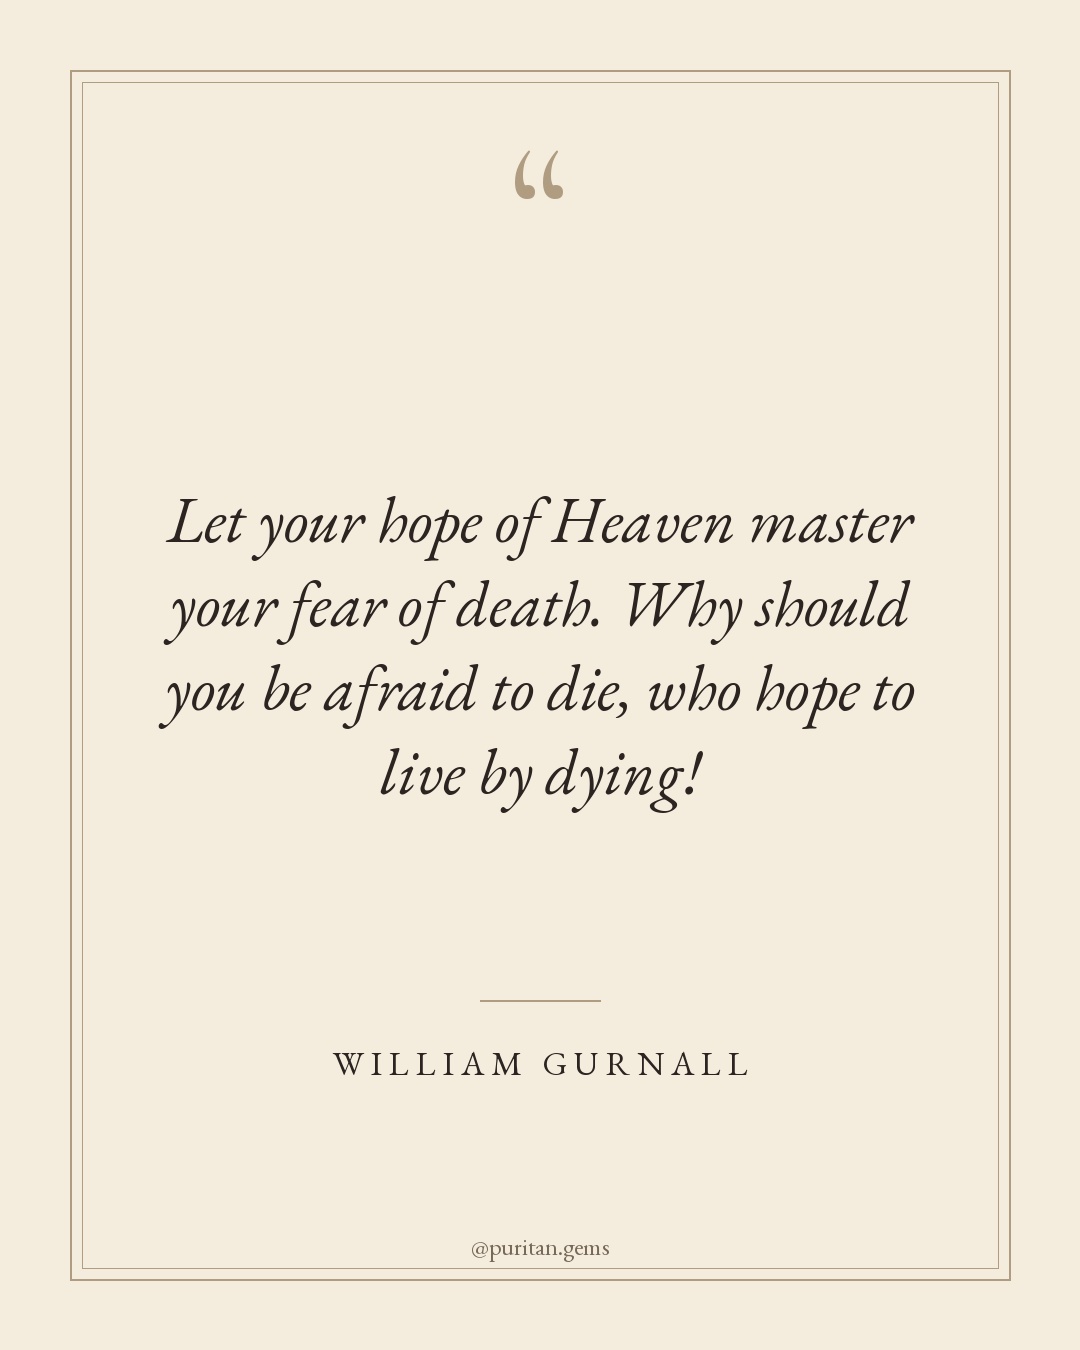 “
Let your hope of Heaven master
your fear of death. Why should
you be afraid to die, who hope to
live by dying!
WILLIAM GURNALL
@puritan.gems